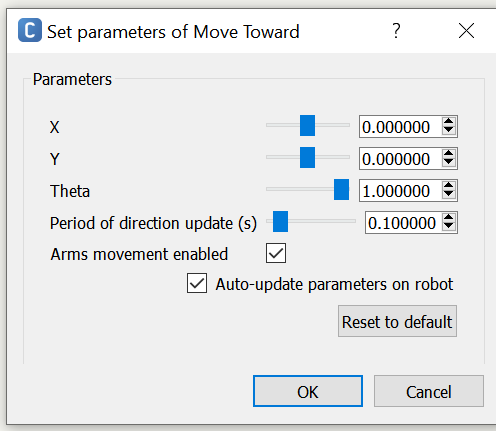 C Set parameters of Move Toward ?
Parameters
X 0.000000
Y 0.000000
Theta 1.000000
Period of direction update (s) 0.100000
Arms movement enabled
Auto-update parameters on robot
Reset to default
OK Cancel